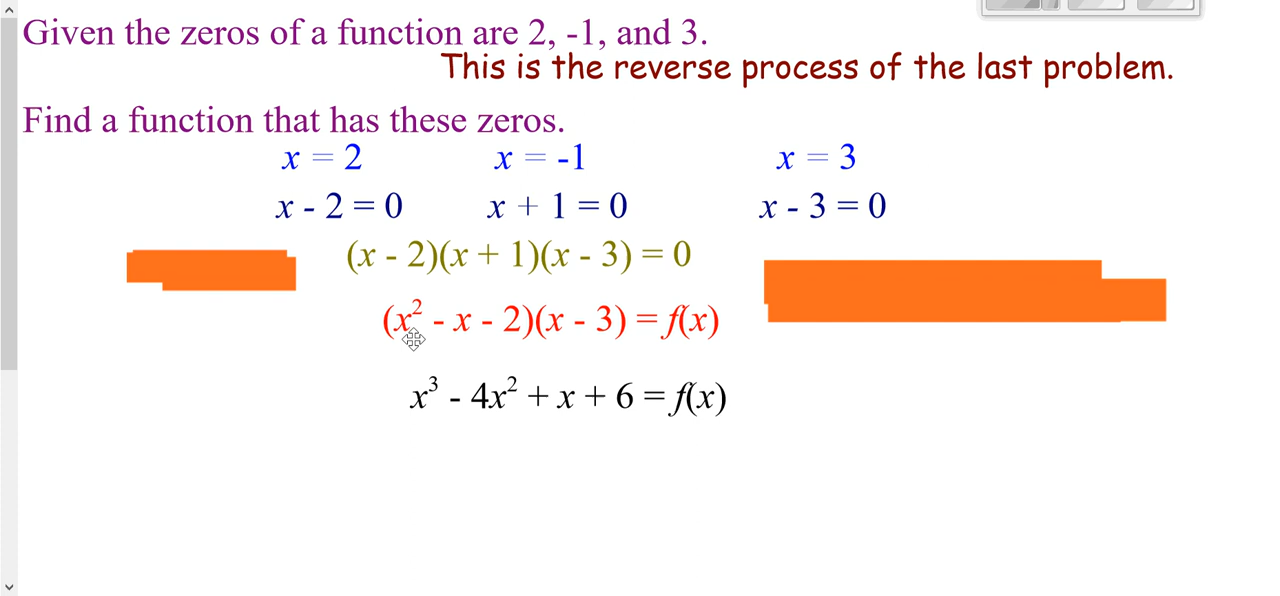 Given the zeros of a function are 2, -1, and 3.
This is the reverse process of the last problem.
Find a function that has these zeros.
x = 2 x = -1 x = 3
x - 2 = 0 x + 1 = 0 x - 3 = 0
(x - 2)(x + 1)(x - 3) = 0
(x² - x - 2)(x - 3) = f(x)
x³ - 4x² + x + 6 = f(x)